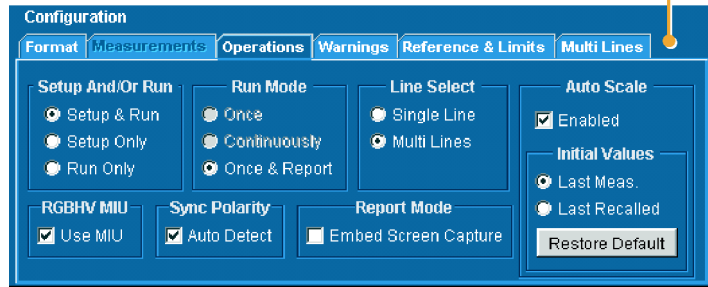 Configuration
Format Measurements Operations Warnings Reference & Limits Multi Lines
Setup And/Or Run
Setup & Run
Setup Only
Run Only
Run Mode
Once
Continuously
Once & Report
Line Select
Single Line
Multi Lines
Auto Scale
Enabled
Initial Values
Last Meas.
Last Recalled
Restore Default
RGBHV MIU
Use MIU
Sync Polarity
Auto Detect
Report Mode
Embed Screen Capture